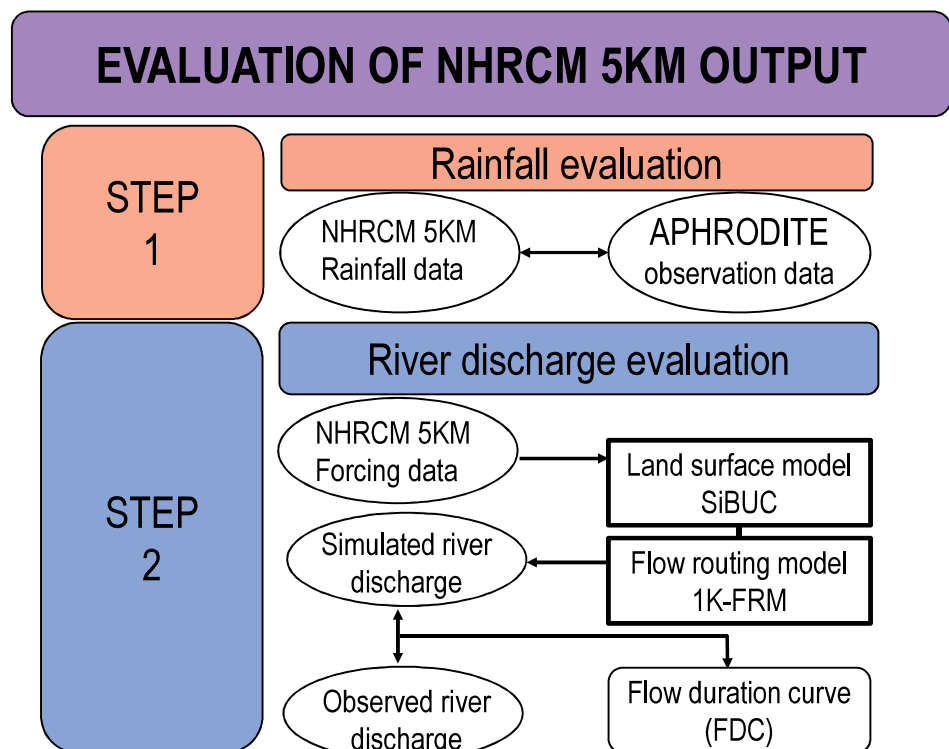 EVALUATION OF NHRCM 5KM OUTPUT
STEP
1
Rainfall evaluation
NHRCM 5KM
Rainfall data
APHRODITE
observation data
STEP
2
River discharge evaluation
NHRCM 5KM
Forcing data
Land surface model
SiBUC
Simulated river
discharge
Flow routing model
1K-FRM
Observed river
discharge
Flow duration curve
(FDC)